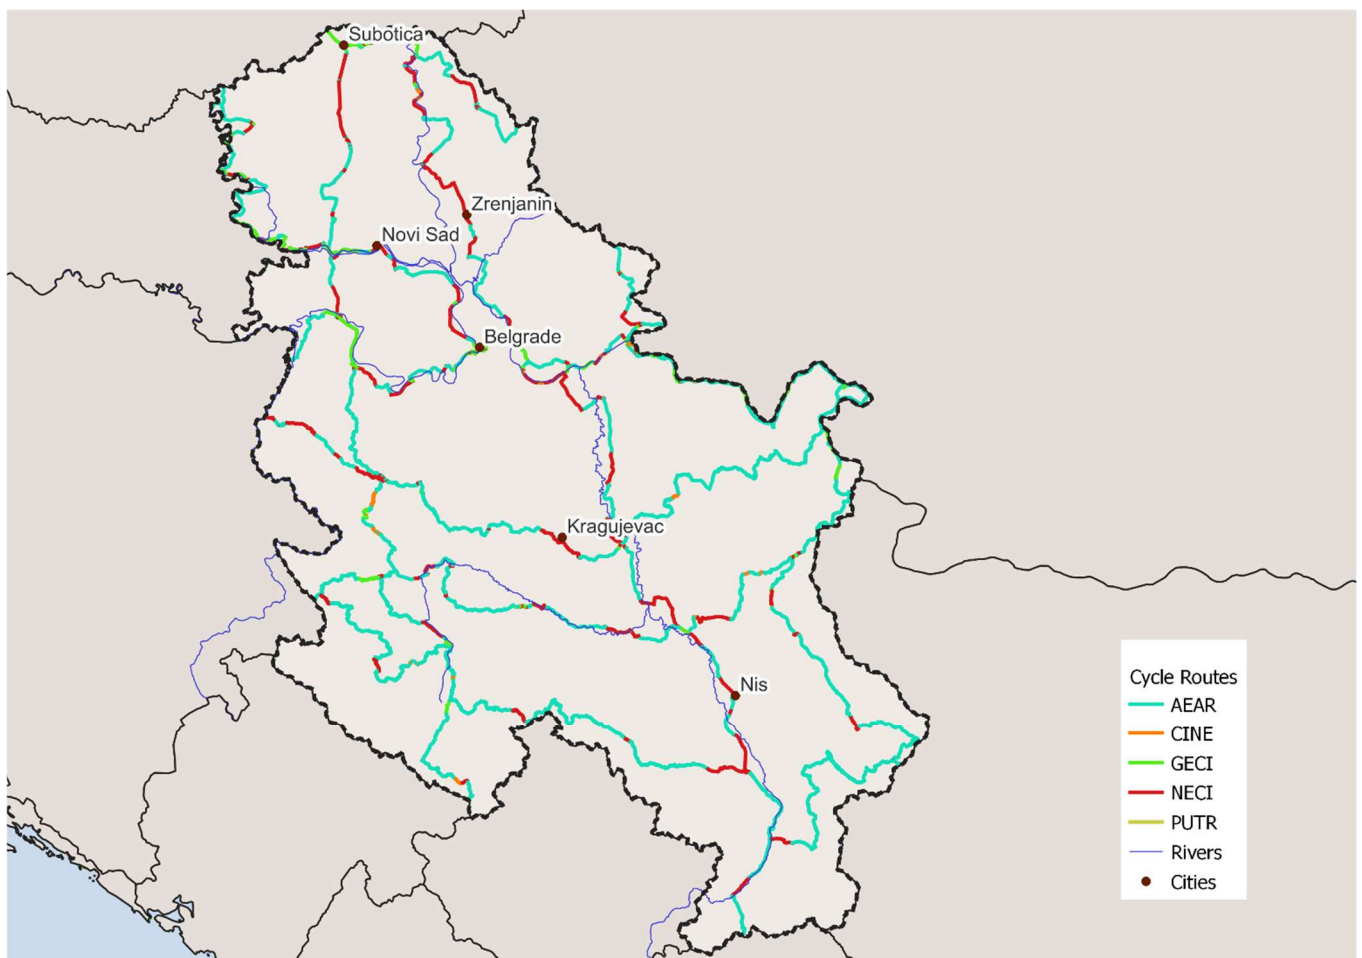 Subotica
Zrenjanin
Novi Sad
Belgrade
Kragujevac
Nis
Cycle Routes
AEAR
CINE
GECI
NECI
PUTR
Rivers
Cities